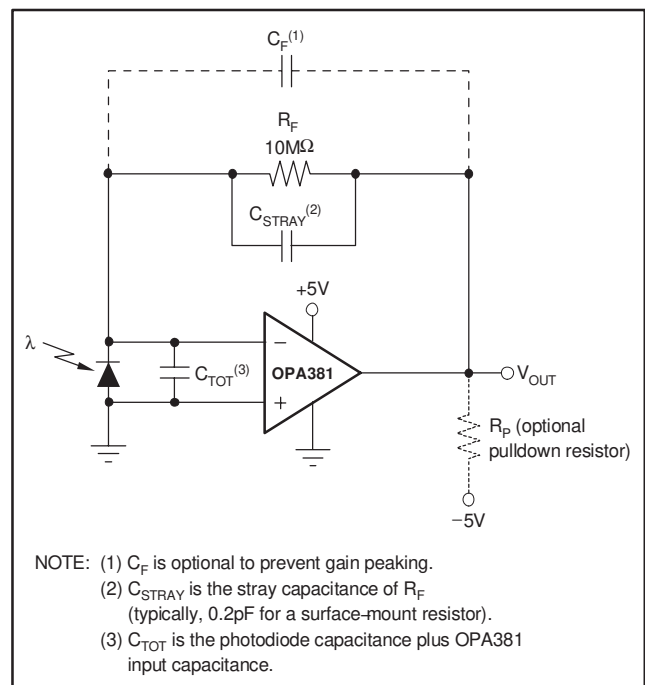 C_F(1)
R_F
10MΩ
C_STRAY(2)
+5V
λ
C_TOT(3)
−
OPA381
+
V_OUT
R_P (optional
pulldown resistor)
−5V
NOTE: (1) C_F is optional to prevent gain peaking.
(2) C_STRAY is the stray capacitance of R_F
(typically, 0.2pF for a surface−mount resistor).
(3) C_TOT is the photodiode capacitance plus OPA381
input capacitance.